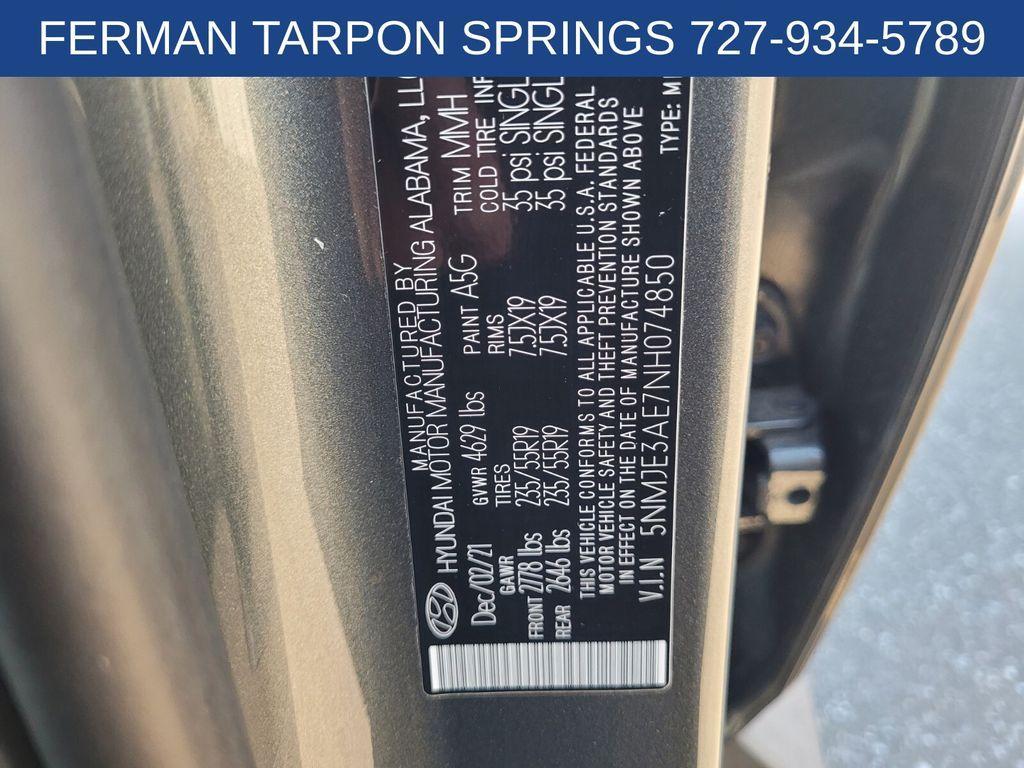 FERMAN TARPON SPRINGS 727-934-5789
MANUFACTURED BY
HYUNDAI MOTOR MANUFACTURING ALABAMA, LLC
Dec/02/21 GVWR 4629 lbs PAINT A5G TRIM MMH
GAWR TIRES RIMS COLD TIRE INF
FRONT 2778 lbs 235/55R19 7.5JX19 35 psi SINGL
REAR 2646 lbs 235/55R19 7.5JX19 35 psi SINGL
THIS VEHICLE CONFORMS TO ALL APPLICABLE U.S.A. FEDERAL
MOTOR VEHICLE SAFETY AND THEFT PREVENTION STANDARDS
IN EFFECT ON THE DATE OF MANUFACTURE SHOWN ABOVE
V.I.N 5NMJE3AE7NH074850 TYPE: M